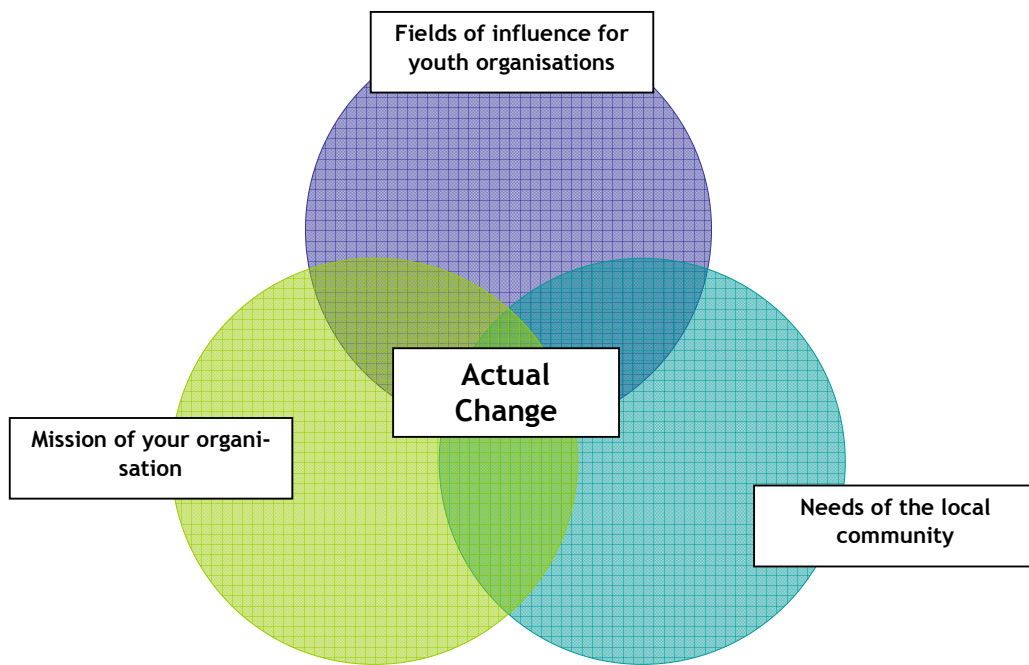 Fields of influence for
youth organisations
Actual
Change
Mission of your organi-
sation
Needs of the local
community